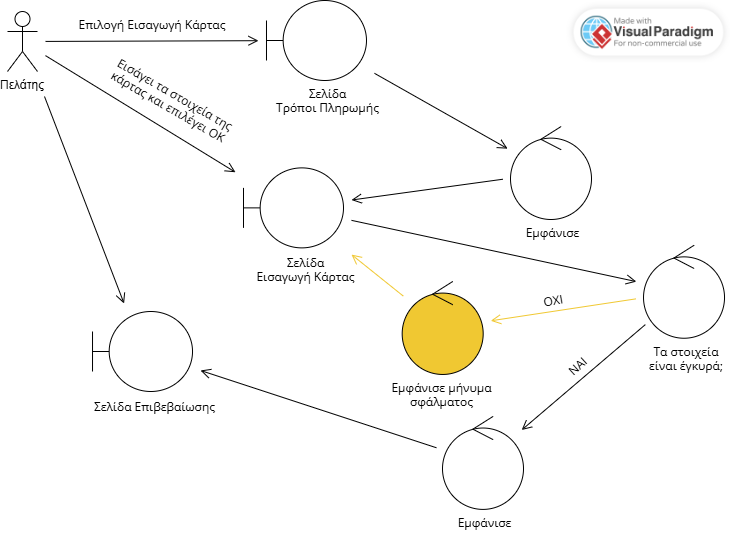 Made with
Visual Paradigm
For non-commercial use
Επιλογή Εισαγωγή Κάρτας
Πελάτης
Εισάγει τα στοιχεία της
κάρτας και επιλέγει ΟΚ
Σελίδα
Τρόποι Πληρωμής
Εμφάνισε
Σελίδα
Εισαγωγή Κάρτας
ΟΧΙ
Τα στοιχεία
είναι έγκυρά;
Εμφάνισε μήνυμα
σφάλματος
ΝΑΙ
Σελίδα Επιβεβαίωσης
Εμφάνισε